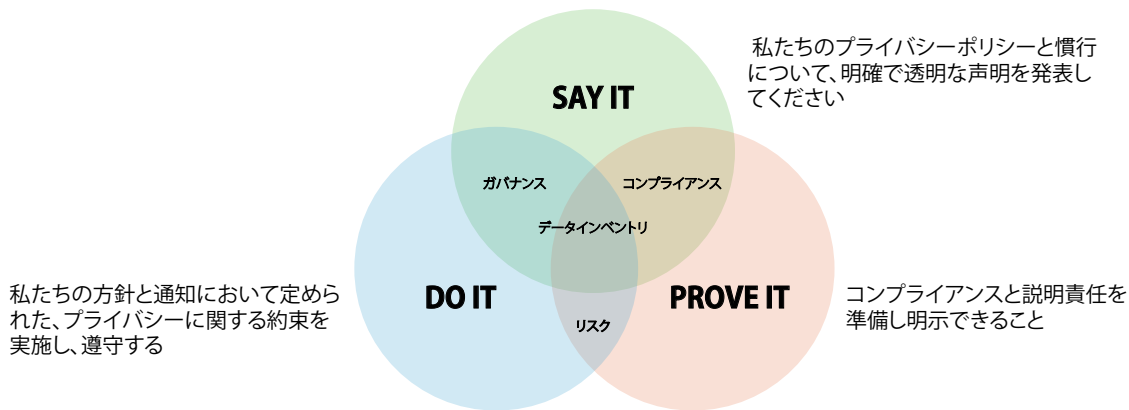 私たちのプライバシーポリシーと慣行
について、明確で透明な声明を発表し
てください
SAY IT
ガバナンス
コンプライアンス
データインベントリ
DO IT
PROVE IT
リスク
私たちの方針と通知において定めら
れた、プライバシーに関する約束を
実施し、遵守する
コンプライアンスと説明責任を
準備し明示できること